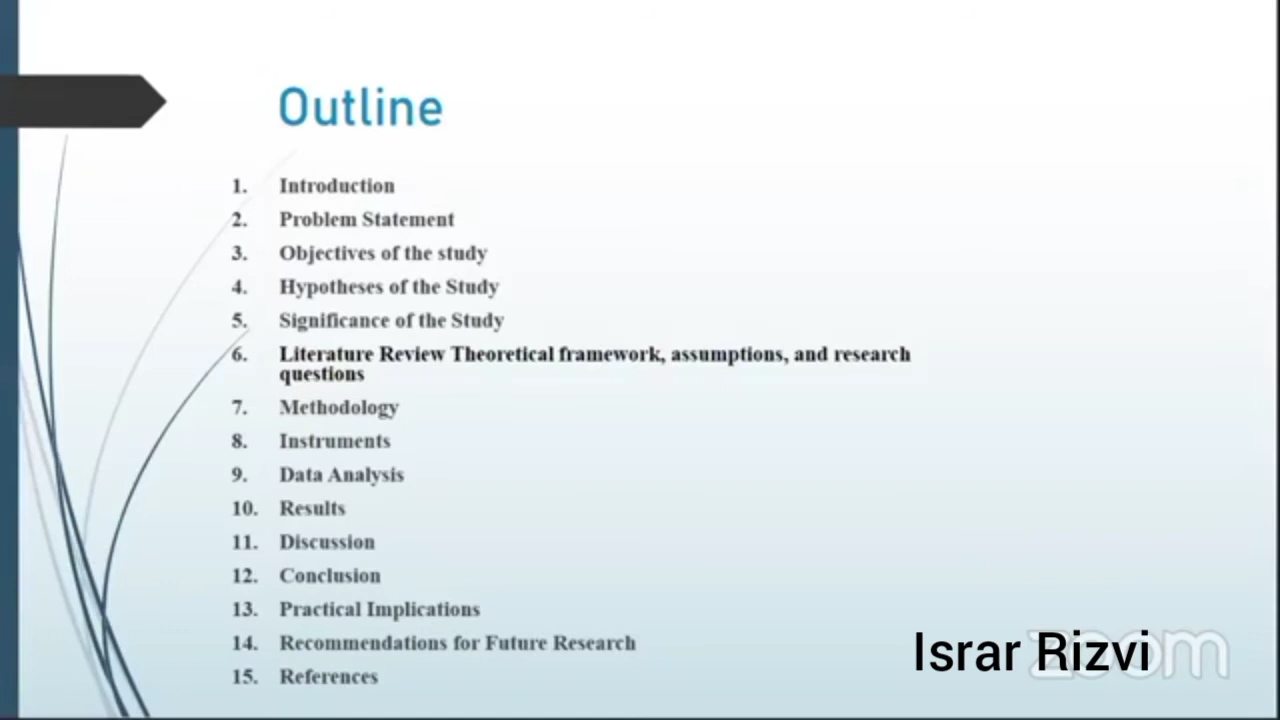 Outline
1. Introduction
2. Problem Statement
3. Objectives of the study
4. Hypotheses of the Study
5. Significance of the Study
6. Literature Review Theoretical framework, assumptions, and research
questions
7. Methodology
8. Instruments
9. Data Analysis
10. Results
11. Discussion
12. Conclusion
13. Practical Implications
14. Recommendations for Future Research
15. References
Israr Rizvi
zoom